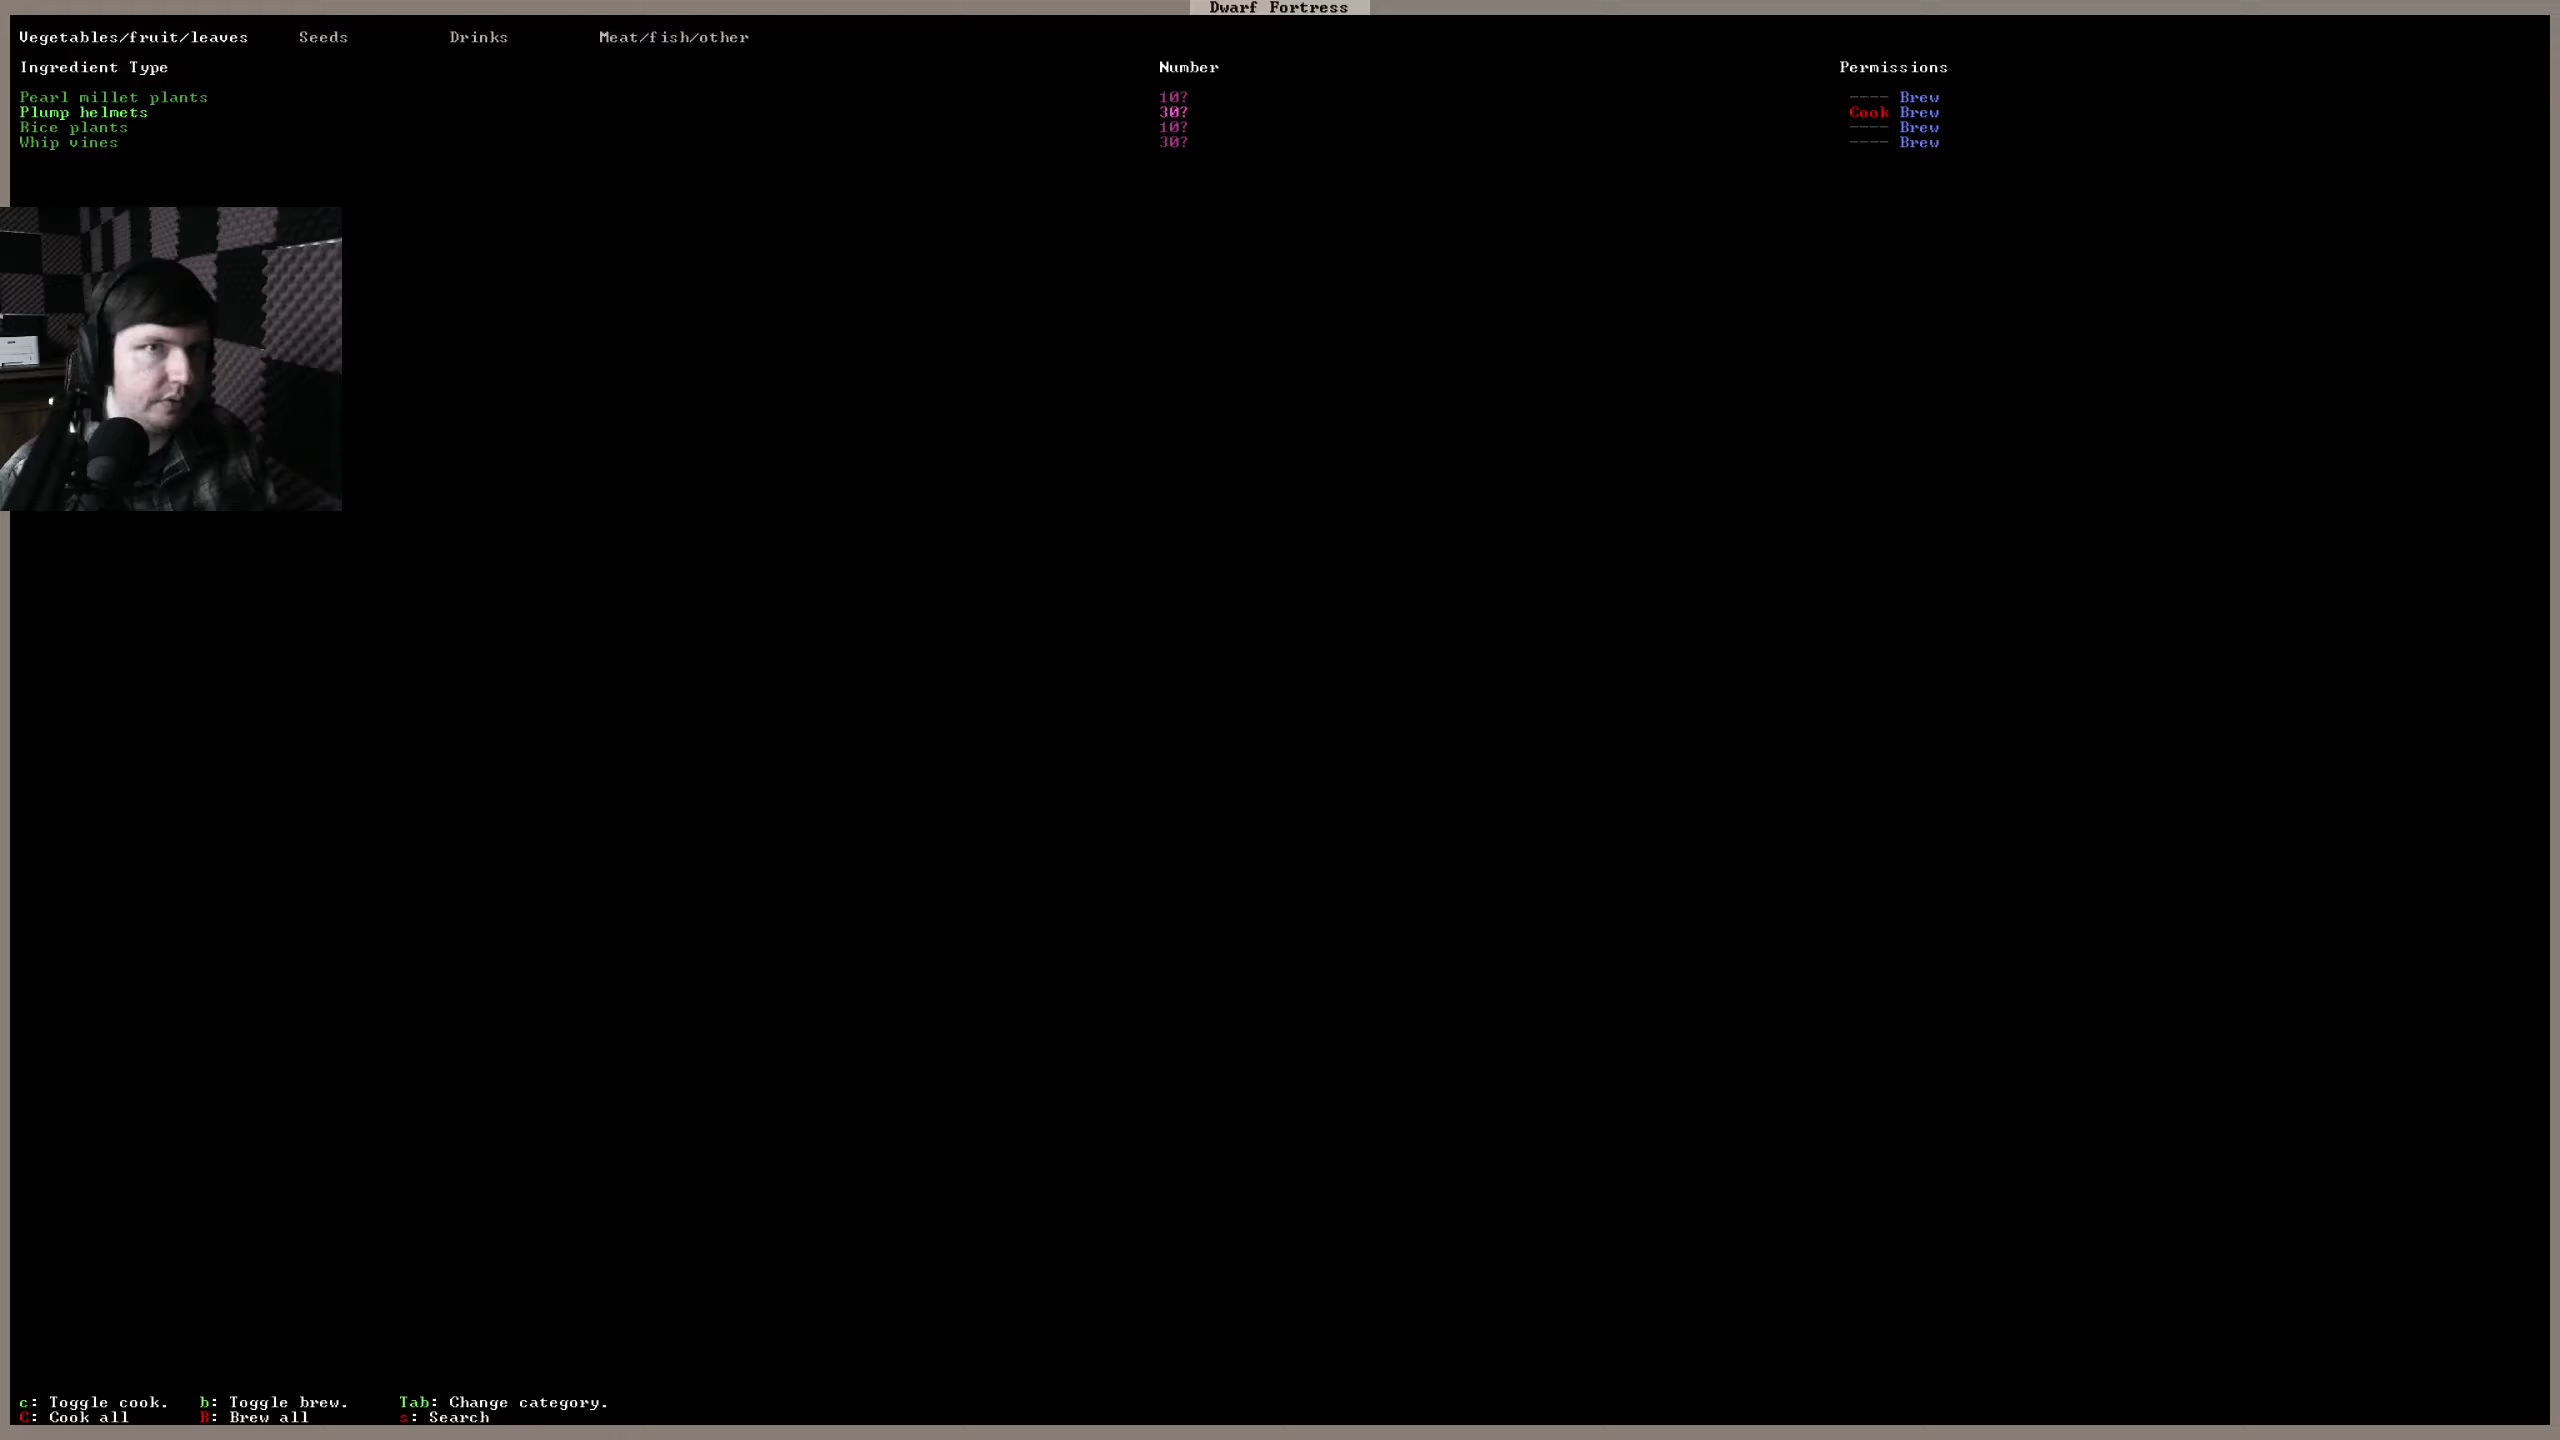 Dwarf Fortress
Vegetables/fruit/leaves Seeds Drinks Meat/fish/other
Ingredient Type Number Permissions
Pearl millet plants 10? ---- Brew
Plump helmets 30? Cook Brew
Rice plants 10? ---- Brew
Whip vines 30? ---- Brew
c: Toggle cook. b: Toggle brew. Tab: Change category.
C: Cook all B: Brew all s: Search